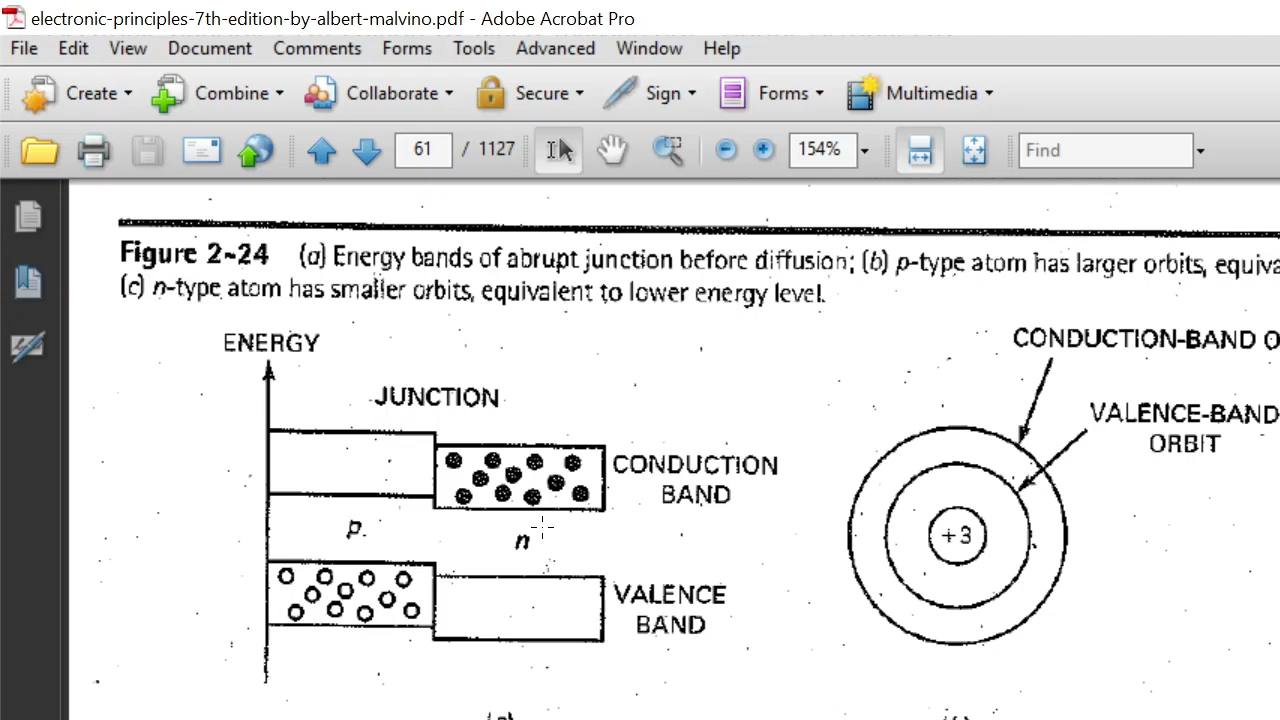 electronic-principles-7th-edition-by-albert-malvino.pdf - Adobe Acrobat Pro
File Edit View Document Comments Forms Tools Advanced Window Help
Create Combine Collaborate Secure Sign Forms Multimedia
61 / 1127 154% Find
Figure 2-24 (a) Energy bands of abrupt junction before diffusion; (b) p-type atom has larger orbits,
(c) n-type atom has smaller orbits, equivalent to lower energy level.
ENERGY
JUNCTION
CONDUCTION
BAND
p
n
VALENCE
BAND
CONDUCTION-BAND
VALENCE-BAND
ORBIT
+3